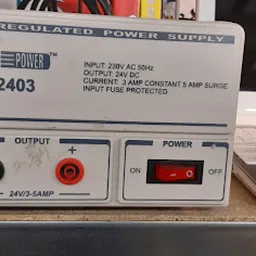 REGULATED POWER SUPPLY
POWER™
2403
INPUT: 230V AC 50Hz
OUTPUT: 24V DC
CURRENT: 3 AMP CONSTANT 5 AMP SURGE
INPUT FUSE PROTECTED
OUTPUT
+
24V/3-5AMP
POWER
ON
OFF